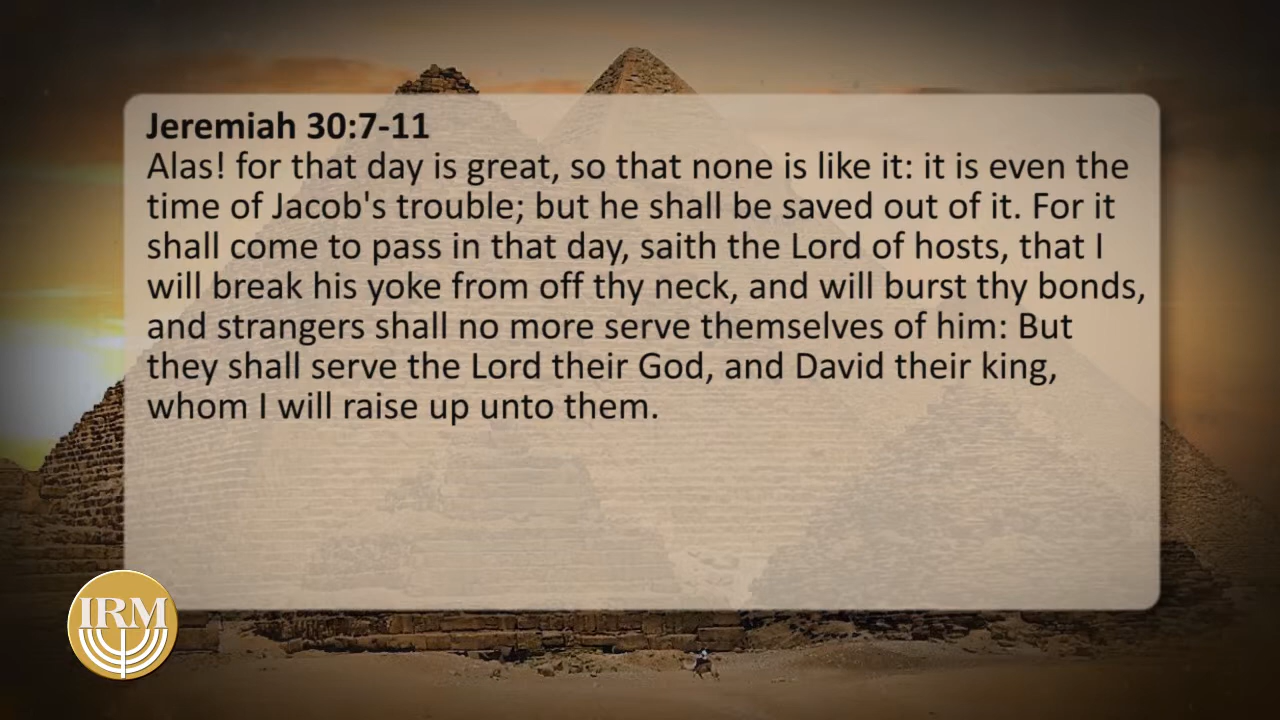 Jeremiah 30:7-11
Alas! for that day is great, so that none is like it: it is even the
time of Jacob's trouble; but he shall be saved out of it. For it
shall come to pass in that day, saith the Lord of hosts, that I
will break his yoke from off thy neck, and will burst thy bonds,
and strangers shall no more serve themselves of him: But
they shall serve the Lord their God, and David their king,
whom I will raise up unto them.
IRM